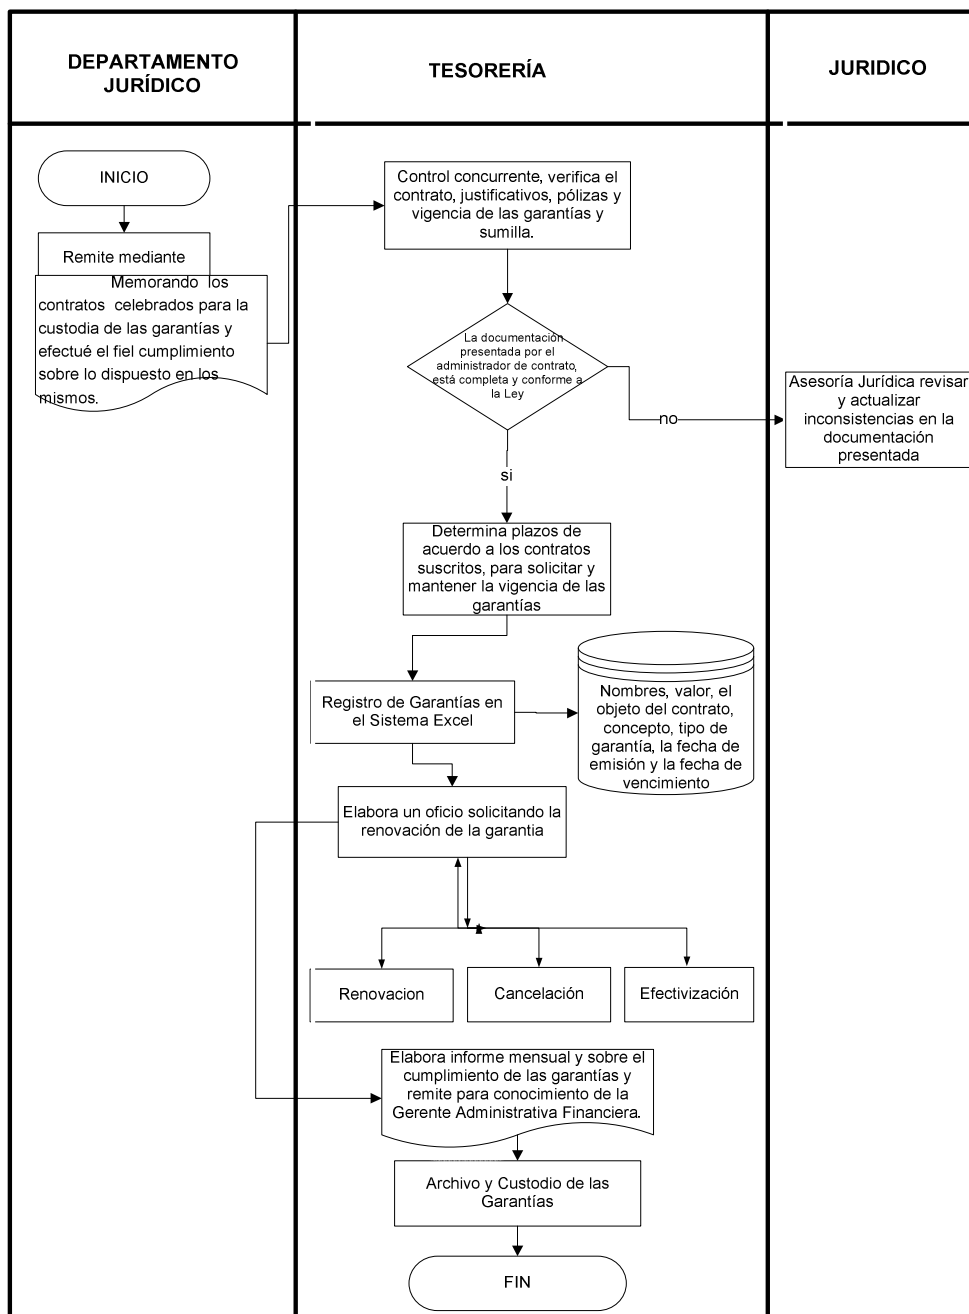 DEPARTAMENTO
JURÍDICO
TESORERÍA
JURIDICO
INICIO
Remite mediante
Memorando los
contratos celebrados para la
custodia de las garantías y
efectué el fiel cumplimiento
sobre lo dispuesto en los
mismos.
Control concurrente, verifica el
contrato, justificativos, pólizas y
vigencia de las garantías y
sumilla.
La documentación
presentada por el
administrador de contrato,
está completa y conforme a
la Ley
no
Asesoría Jurídica revisar
y actualizar
inconsistencias en la
documentación
presentada
si
Determina plazos de
acuerdo a los contratos
suscritos, para solicitar y
mantener la vigencia de las
garantías
Registro de Garantías en
el Sistema Excel
Nombres, valor, el
objeto del contrato,
concepto, tipo de
garantía, la fecha de
emisión y la fecha de
vencimiento
Elabora un oficio solicitando la
renovación de la garantia
Renovacion
Cancelación
Efectivización
Elabora informe mensual y sobre el
cumplimiento de las garantías y
remite para conocimiento de la
Gerente Administrativa Financiera.
Archivo y Custodio de las
Garantías
FIN